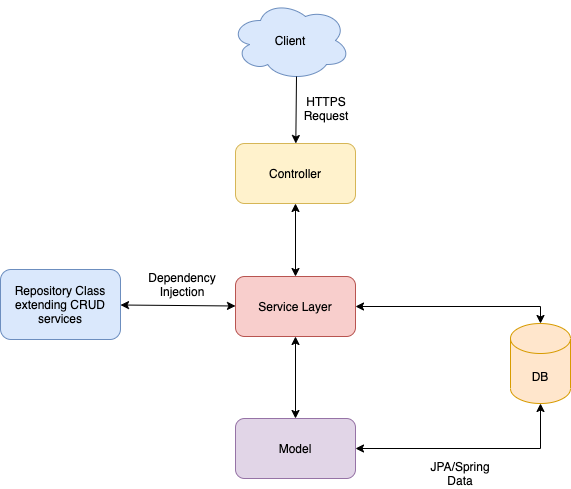 Client
HTTPS
Request
Controller
Dependency
Injection
Repository Class
extending CRUD
services
Service Layer
DB
Model
JPA/Spring
Data